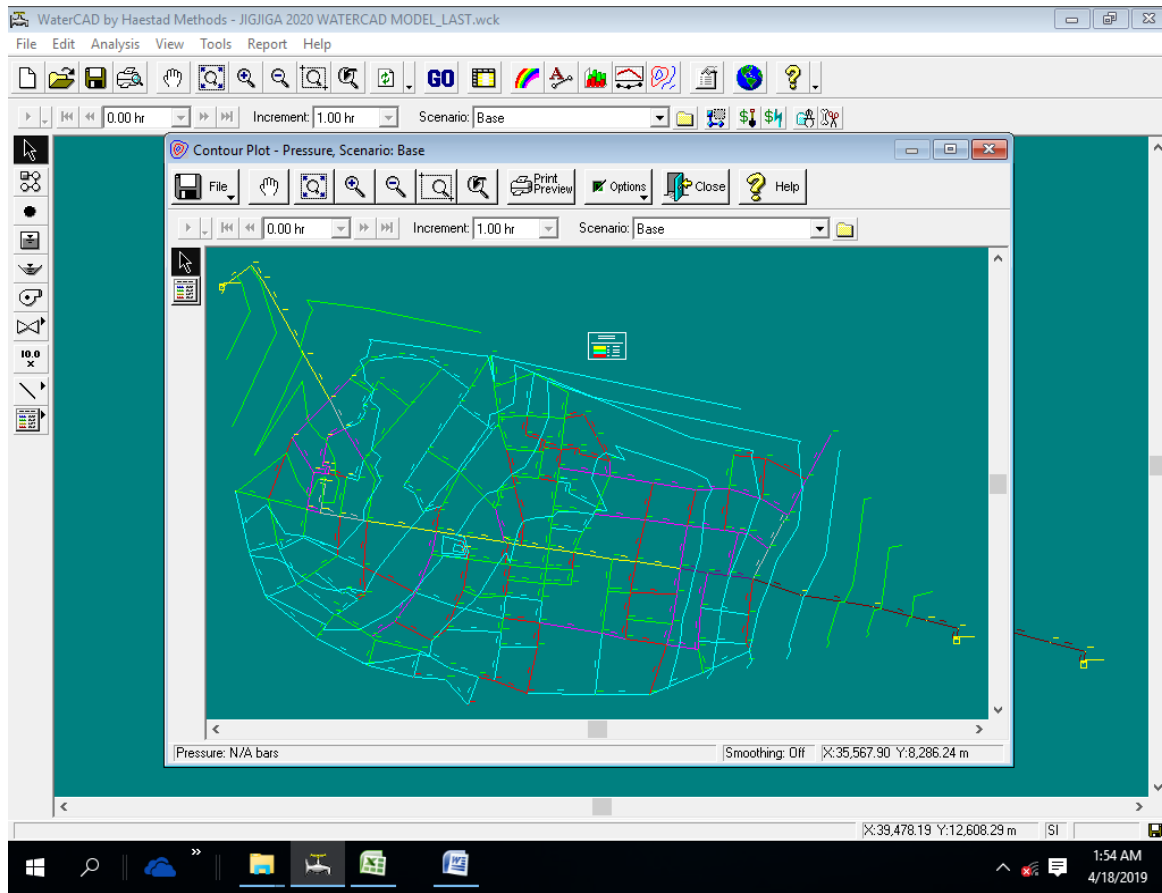 WaterCAD by Haestad Methods - JIGJIGA 2020 WATERCAD MODEL_LAST.wck
File Edit Analysis View Tools Report Help
GO
0.00 hr Increment: 1.00 hr Scenario: Base
Contour Plot - Pressure, Scenario: Base
File Print Preview Options Close Help
0.00 hr Increment: 1.00 hr Scenario: Base
10.0
x
Pressure: N/A bars Smoothing: Off X:35,567.90 Y:8,286.24 m
X:39,478.19 Y:12,608.29 m SI
1:54 AM
4/18/2019